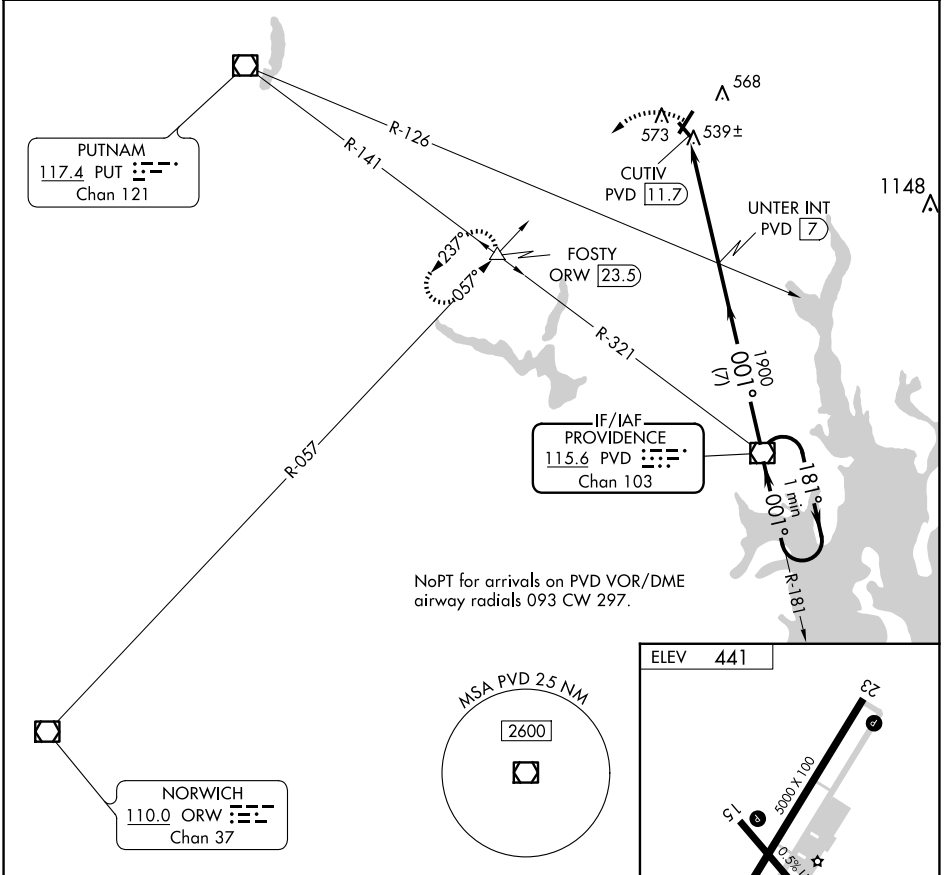 568
573
539±
R-126
R-141
PUTNAM
117.4 PUT
Chan 121
CUTIV
PVD 11.7
1148
UNTER INT
PVD 7
237°
057°
FOSTY
ORW 23.5
R-321
1900
001°
(7)
IF/IAF
PROVIDENCE
115.6 PVD
Chan 103
R-057
181°
1 min
001°
R-181
NoPT for arrivals on PVD VOR/DME
airway radials 093 CW 297.
ELEV 441
MSA PVD 25 NM
2600
23
P
5000 X 100
15
P
NORWICH
110.0 ORW
Chan 37